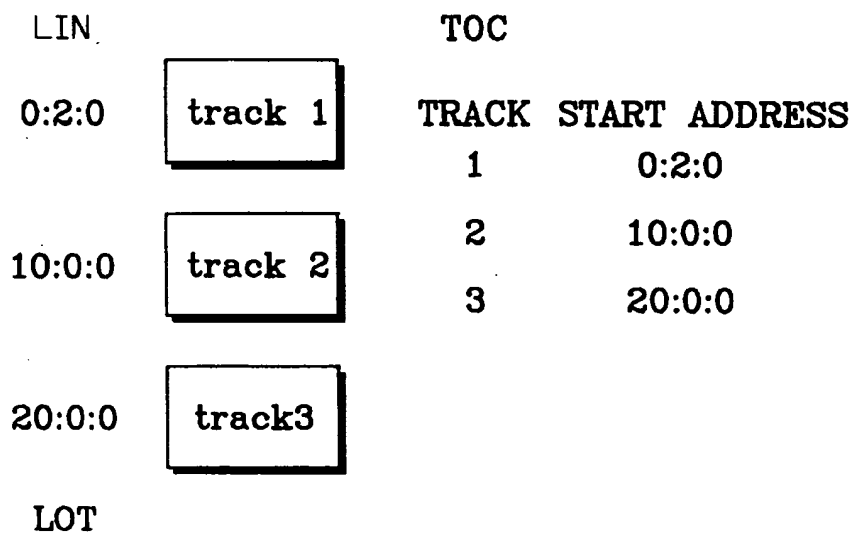 LIN TOC
0:2:0 track 1 TRACK START ADDRESS
1 0:2:0
2 10:0:0
10:0:0 track 2
3 20:0:0
20:0:0 track3
LOT